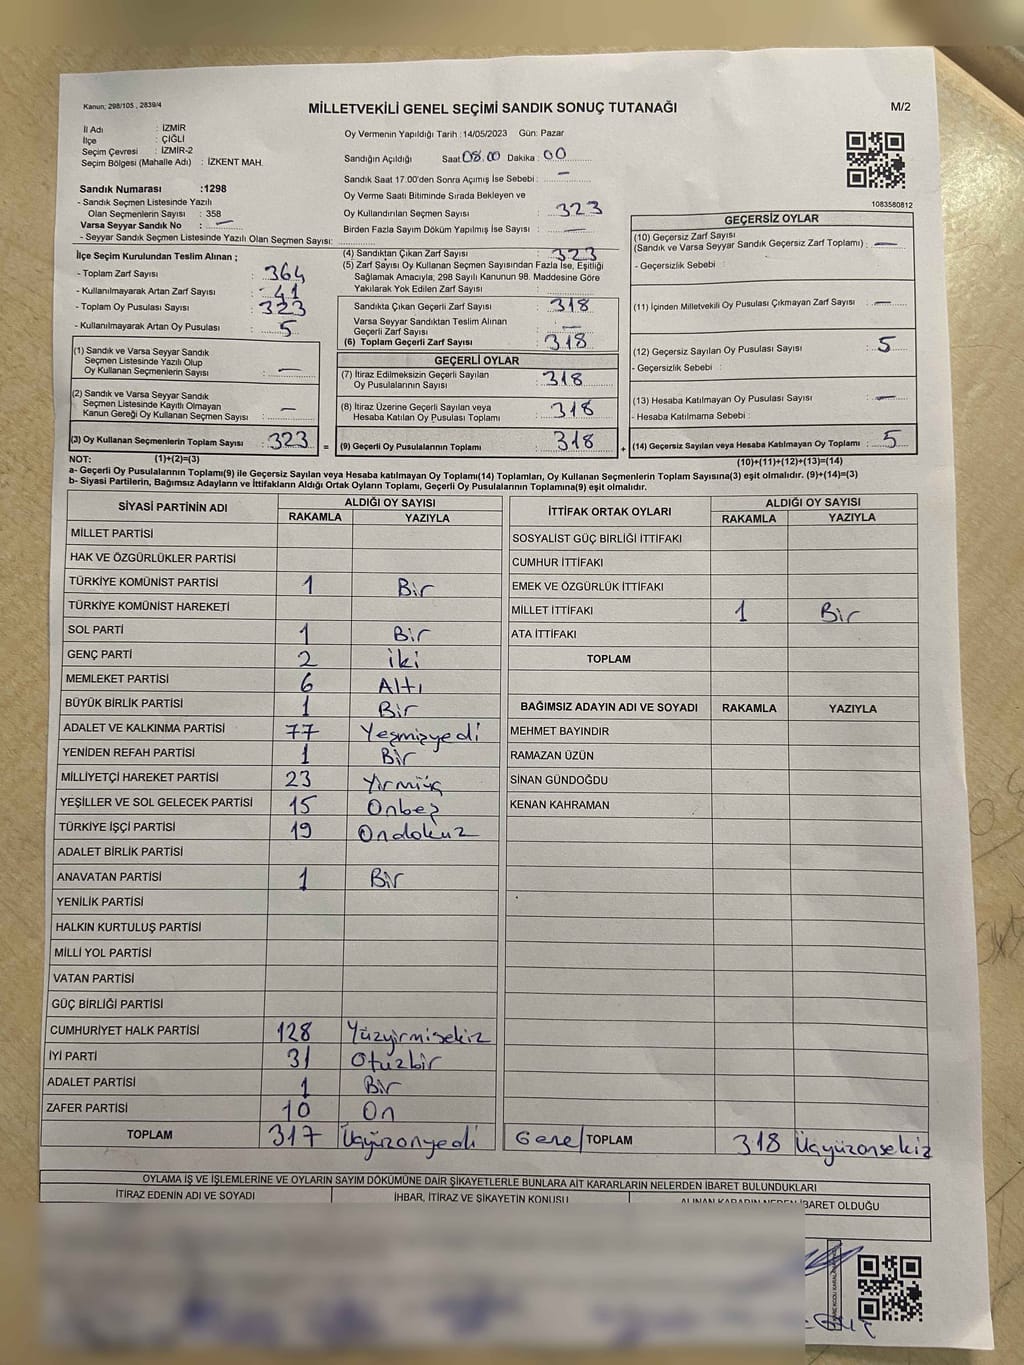 Kanun; 298/105 , 2839/4
MİLLETVEKİLİ GENEL SEÇİMİ SANDIK SONUÇ TUTANAĞI
M/2
İl Adı : İZMİR
İlçe : ÇİĞLİ
Seçim Çevresi : İZMİR-2
Seçim Bölgesi (Mahalle Adı) : İZKENT MAH.
Sandık Numarası :1298
- Sandık Seçmen Listesinde Yazılı
Olan Seçmenlerin Sayısı : 358
Varsa Seyyar Sandık No : —
- Seyyar Sandık Seçmen Listesinde Yazılı Olan Seçmen Sayısı:
İlçe Seçim Kurulundan Teslim Alınan ;
- Toplam Zarf Sayısı : 364
- Kullanılmayarak Artan Zarf Sayısı : 41
- Toplam Oy Pusulası Sayısı : 323
- Kullanılmayarak Artan Oy Pusulası : 5
(1) Sandık ve Varsa Seyyar Sandık
Seçmen Listesinde Yazılı Olup
Oy Kullanan Seçmenlerin Sayısı : —
(2) Sandık ve Varsa Seyyar Sandık
Seçmen Listesinde Kayıtlı Olmayan
Kanun Gereği Oy Kullanan Seçmen Sayısı : —
(3) Oy Kullanan Seçmenlerin Toplam Sayısı : 323 =
Oy Vermenin Yapıldığı Tarih : 14/05/2023 Gün: Pazar
Sandığın Açıldığı Saat: 08.00 Dakika : 00
Sandık Saat 17.00'den Sonra Açımış İse Sebebi : —
Oy Verme Saati Bitiminde Sırada Bekleyen ve
Oy Kullandırılan Seçmen Sayısı : 323
Birden Fazla Sayım Döküm Yapılmış İse Sayısı : —
(4) Sandıktan Çıkan Zarf Sayısı : 323
(5) Zarf Sayısı Oy Kullanan Seçmen Sayısından Fazla İse, Eşitliği
Sağlamak Amacıyla, 298 Sayılı Kanunun 98. Maddesine Göre
Yakılarak Yok Edilen Zarf Sayısı :
Sandıkta Çıkan Geçerli Zarf Sayısı : 318
Varsa Seyyar Sandıktan Teslim Alınan
Geçerli Zarf Sayısı : —
(6) Toplam Geçerli Zarf Sayısı : 318
GEÇERLİ OYLAR
(7) İtiraz Edilmeksizin Geçerli Sayılan
Oy Pusulalarının Sayısı : 318
(8) İtiraz Üzerine Geçerli Sayılan veya
Hesaba Katılan Oy Pusulası Toplamı : 318
(9) Geçerli Oy Pusulalarının Toplamı : 318 +
1083580812
GEÇERSİZ OYLAR
(10) Geçersiz Zarf Sayısı
(Sandık ve Varsa Seyyar Sandık Geçersiz Zarf Toplamı) : —
- Geçersizlik Sebebi :
(11) İçinden Milletvekili Oy Pusulası Çıkmayan Zarf Sayısı : —
(12) Geçersiz Sayılan Oy Pusulası Sayısı : 5
- Geçersizlik Sebebi :
(13) Hesaba Katılmayan Oy Pusulası Sayısı : —
- Hesaba Katılmama Sebebi :
(14) Geçersiz Sayılan veya Hesaba Katılmayan Oy Toplamı : 5
NOT: (1)+(2)=(3) (10)+(11)+(12)+(13)=(14)
a- Geçerli Oy Pusulalarının Toplamı(9) ile Geçersiz Sayılan veya Hesaba katılmayan Oy Toplamı(14) Toplamları, Oy Kullanan Seçmenlerin Toplam Sayısına(3) eşit olmalıdır. (9)+(14)=(3)
b- Siyasi Partilerin, Bağımsız Adayların ve İttifakların Aldığı Ortak Oyların Toplamı, Geçerli Oy Pusulalarının Toplamına(9) eşit olmalıdır.
SİYASİ PARTİNİN ADI ALDIĞI OY SAYISI
RAKAMLA YAZIYLA
MİLLET PARTİSİ
HAK VE ÖZGÜRLÜKLER PARTİSİ
TÜRKİYE KOMÜNİST PARTİSİ 1 Bir
TÜRKİYE KOMÜNİST HAREKETİ
SOL PARTİ 1 Bir
GENÇ PARTİ 2 iki
MEMLEKET PARTİSİ 6 Altı
BÜYÜK BİRLİK PARTİSİ 1 Bir
ADALET VE KALKINMA PARTİSİ 77 Yeşmişyedi
YENİDEN REFAH PARTİSİ 1 Bir
MİLLİYETÇİ HAREKET PARTİSİ 23 Yirmiüç
YEŞİLLER VE SOL GELECEK PARTİSİ 15 Onbeş
TÜRKİYE İŞÇİ PARTİSİ 19 Ondokuz
ADALET BİRLİK PARTİSİ
ANAVATAN PARTİSİ 1 Bir
YENİLİK PARTİSİ
HALKIN KURTULUŞ PARTİSİ
MİLLİ YOL PARTİSİ
VATAN PARTİSİ
GÜÇ BİRLİĞİ PARTİSİ
CUMHURİYET HALK PARTİSİ 128 Yüzyirmisekiz
İYİ PARTİ 31 Otuzbir
ADALET PARTİSİ 1 Bir
ZAFER PARTİSİ 10 On
TOPLAM 317 Üçyüzonyedi
İTTİFAK ORTAK OYLARI ALDIĞI OY SAYISI
RAKAMLA YAZIYLA
SOSYALİST GÜÇ BİRLİĞİ İTTİFAKI
CUMHUR İTTİFAKI
EMEK VE ÖZGÜRLÜK İTTİFAKI
MİLLET İTTİFAKI 1 Bir
ATA İTTİFAKI
TOPLAM
BAĞIMSIZ ADAYIN ADI VE SOYADI RAKAMLA YAZIYLA
MEHMET BAYINDIR
RAMAZAN ÜZÜN
SİNAN GÜNDOĞDU
KENAN KAHRAMAN
Genel TOPLAM 318 Üçyüzonsekiz
OYLAMA İŞ VE İŞLEMLERİNE VE OYLARIN SAYIM DÖKÜMÜNE DAİR ŞİKAYETLERLE BUNLARA AİT KARARLARIN NELERDEN İBARET BULUNDUKLARI
İTİRAZ EDENİN ADI VE SOYADI İHBAR, İTİRAZ VE ŞİKAYETİN KONUSU ALINAN KARARIN NEDEN İBARET OLDUĞU